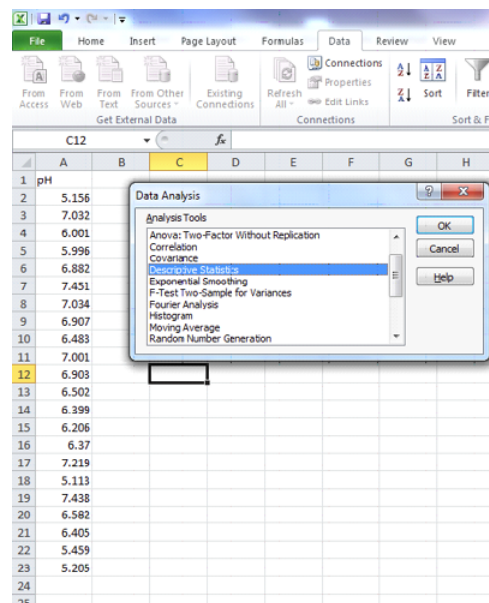 File Home Insert Page Layout Formulas Data Review View
From Access From Web From Text From Other Sources Existing Connections Refresh All Connections Properties Edit Links Sort Filter
Get External Data Connections Sort & F
C12 fx
A B C D E F G H
1 pH
2 5.156
3 7.032
4 6.001
5 5.996
6 6.882
7 7.451
8 7.034
9 6.907
10 6.483
11 7.001
12 6.903
13 6.502
14 6.399
15 6.206
16 6.37
17 7.219
18 5.113
19 7.438
20 6.582
21 6.405
22 5.459
23 5.205
24
25
Data Analysis
Analysis Tools
Anova: Two-Factor Without Replication
Correlation
Covariance
Descriptive Statistics
Exponential Smoothing
F-Test Two-Sample for Variances
Fourier Analysis
Histogram
Moving Average
Random Number Generation
OK
Cancel
Help